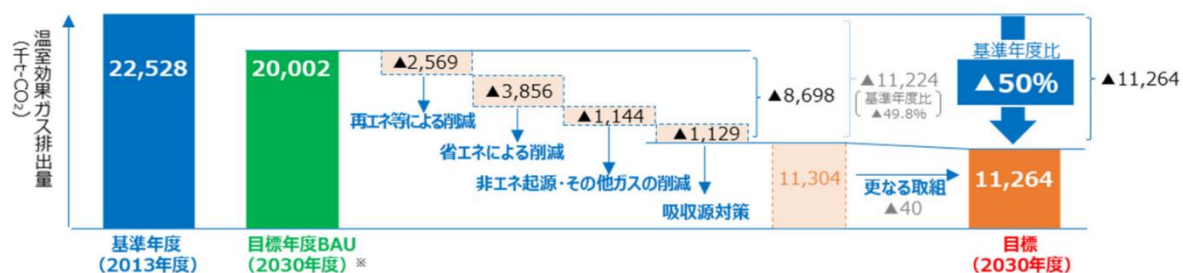 温室効果ガス排出量
(千t-CO₂)
22,528
20,002
▲2,569
▲3,856
▲1,144
▲1,129
再エネ等による削減
省エネによる削減
非エネ起源・その他ガスの削減
吸収源対策
▲8,698
▲11,224
基準年度比
▲49.8%
11,304
更なる取組
▲40
基準年度比
▲50%
11,264
▲11,264
基準年度
(2013年度)
目標年度BAU
(2030年度) ※
目標
(2030年度)